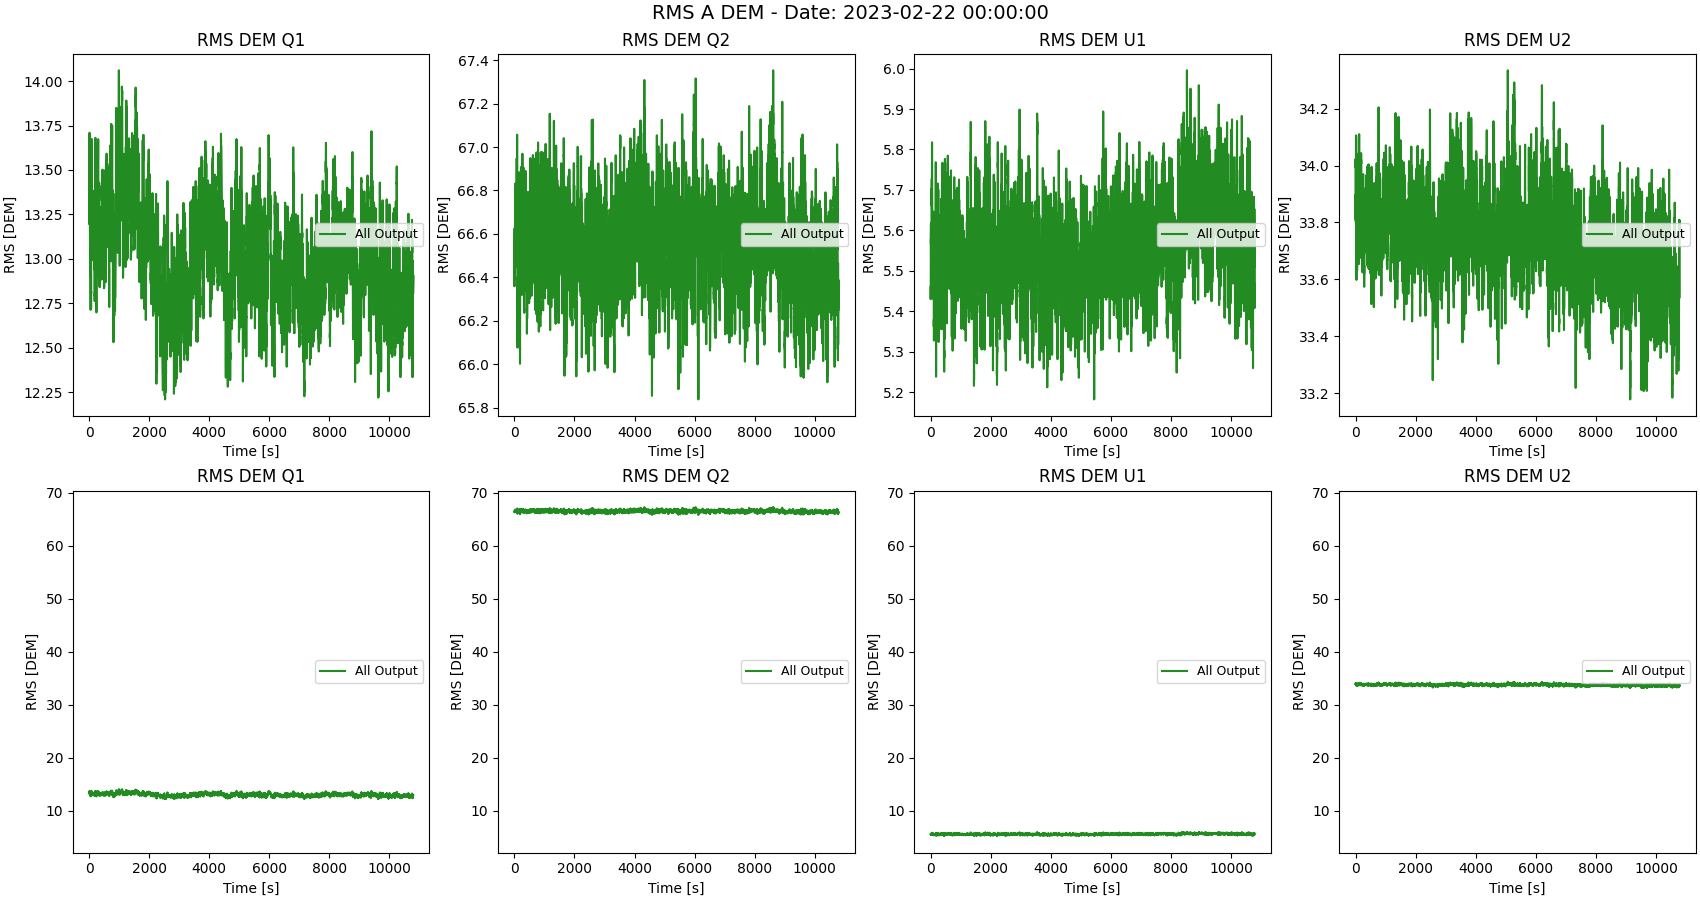 RMS A DEM - Date: 2023-02-22 00:00:00
RMS DEM Q1
RMS [DEM]
14.00
13.75
13.50
13.25
13.00
12.75
12.50
12.25
All Output
0 2000 4000 6000 8000 10000
Time [s]
RMS DEM Q2
RMS [DEM]
67.4
67.2
67.0
66.8
66.6
66.4
66.2
66.0
65.8
All Output
0 2000 4000 6000 8000 10000
Time [s]
RMS DEM U1
RMS [DEM]
6.0
5.9
5.8
5.7
5.6
5.5
5.4
5.3
5.2
All Output
0 2000 4000 6000 8000 10000
Time [s]
RMS DEM U2
RMS [DEM]
34.2
34.0
33.8
33.6
33.4
33.2
All Output
0 2000 4000 6000 8000 10000
Time [s]
RMS DEM Q1
RMS [DEM]
70
60
50
40
30
20
10
All Output
0 2000 4000 6000 8000 10000
Time [s]
RMS DEM Q2
RMS [DEM]
70
60
50
40
30
20
10
All Output
0 2000 4000 6000 8000 10000
Time [s]
RMS DEM U1
RMS [DEM]
70
60
50
40
30
20
10
All Output
0 2000 4000 6000 8000 10000
Time [s]
RMS DEM U2
RMS [DEM]
70
60
50
40
30
20
10
All Output
0 2000 4000 6000 8000 10000
Time [s]